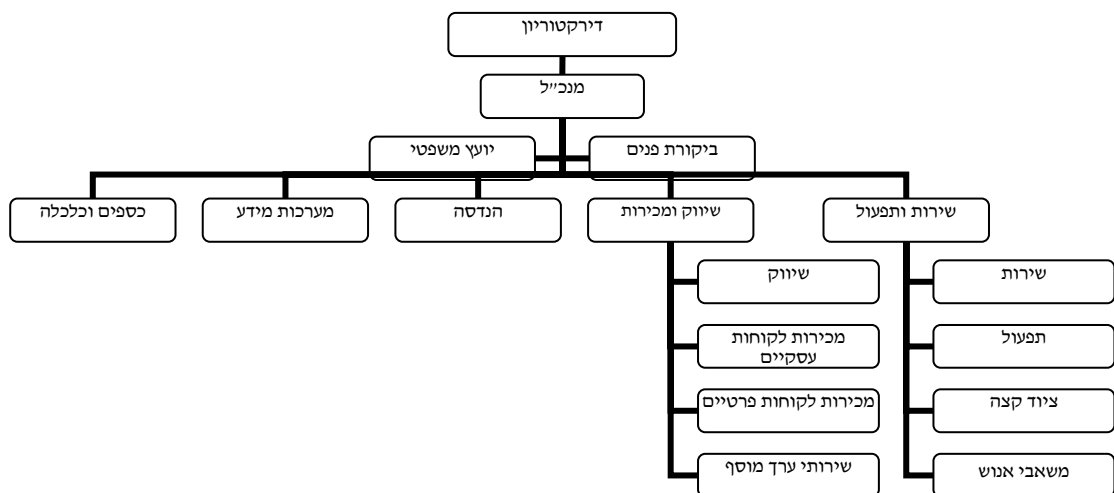 דירקטוריון
מנכ״ל
ביקורת פנים
יועץ משפטי
שירות ותפעול
שיווק ומכירות
הנדסה
מערכות מידע
כספים וכלכלה
שירות
תפעול
ציוד קצה
משאבי אנוש
שיווק
מכירות לקוחות
עסקיים
מכירות לקוחות פרטיים
שירותי ערך מוסף